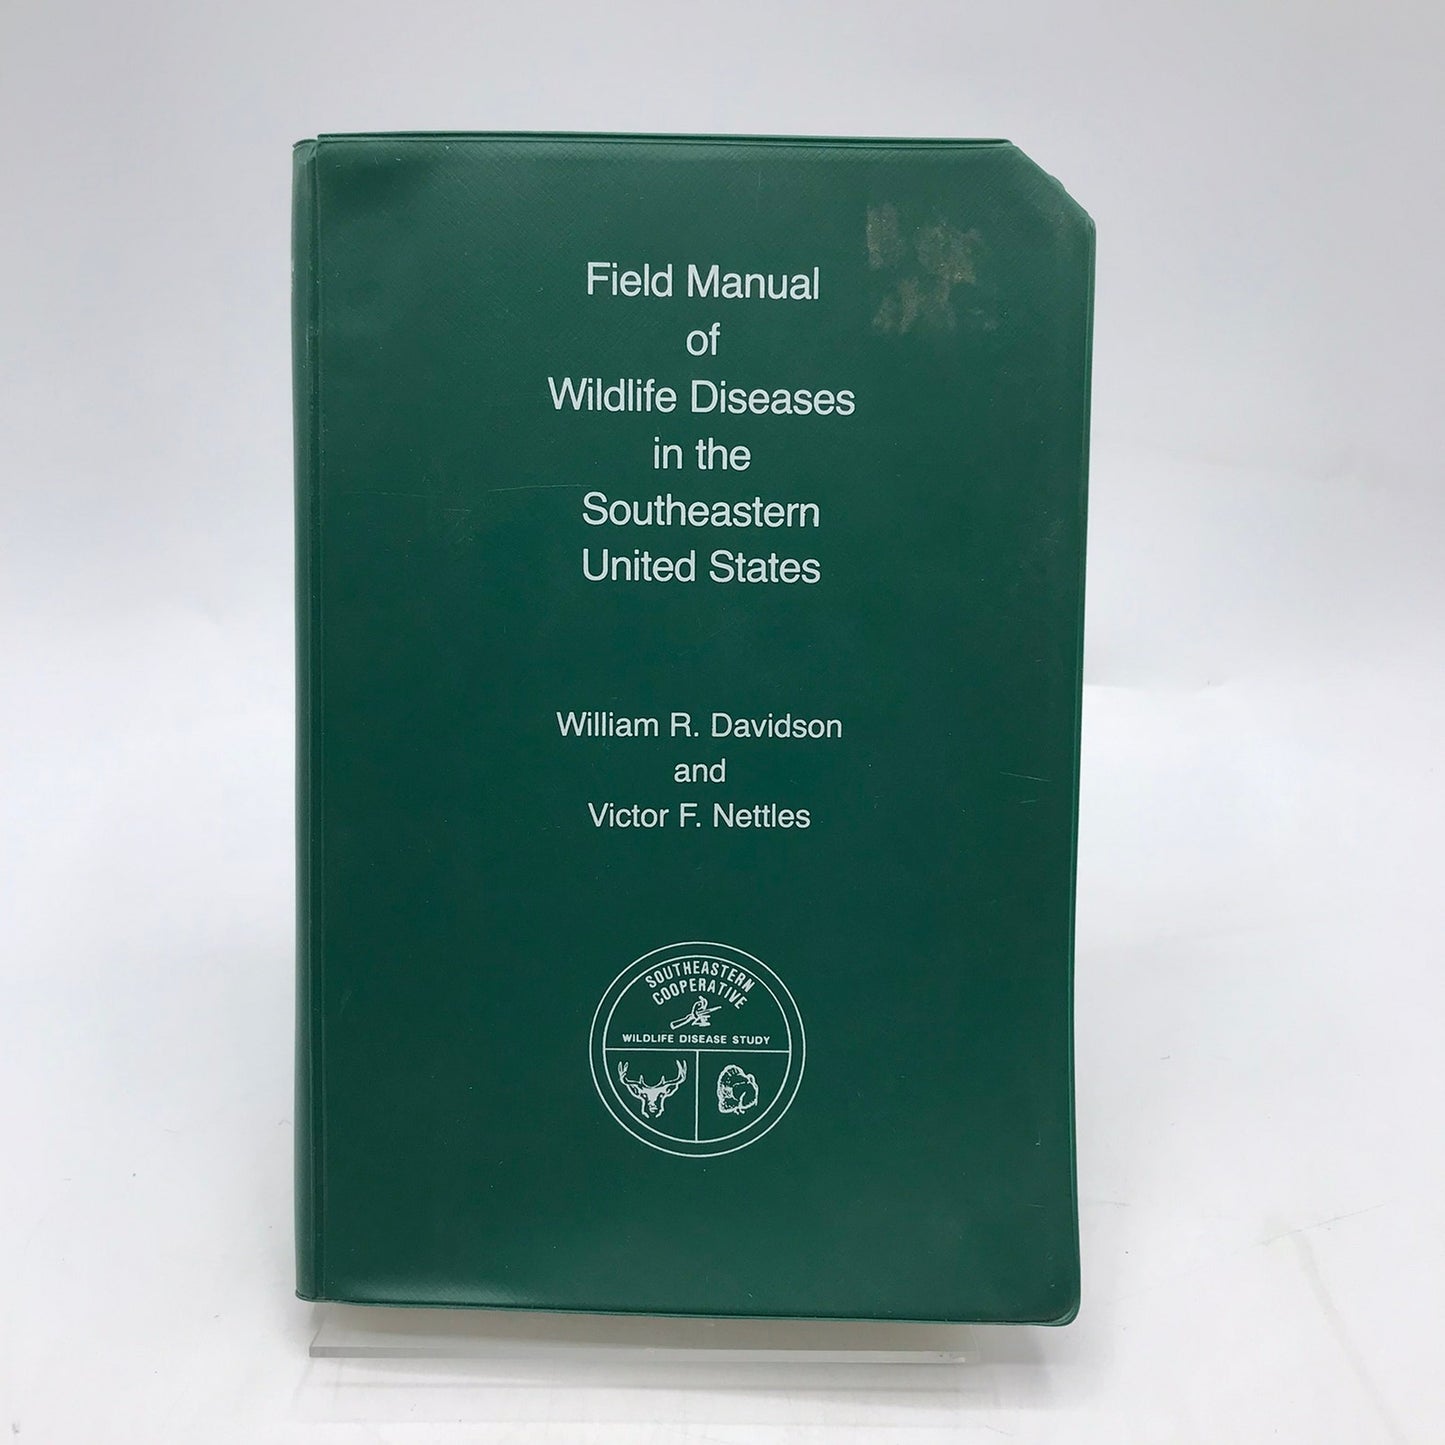 Field Manual
of
Wildlife Diseases
in the
Southeastern
United States
William R. Davidson
and
Victor F. Nettles
SOUTHEASTERN
COOPERATIVE
WILDLIFE DISEASE STUDY